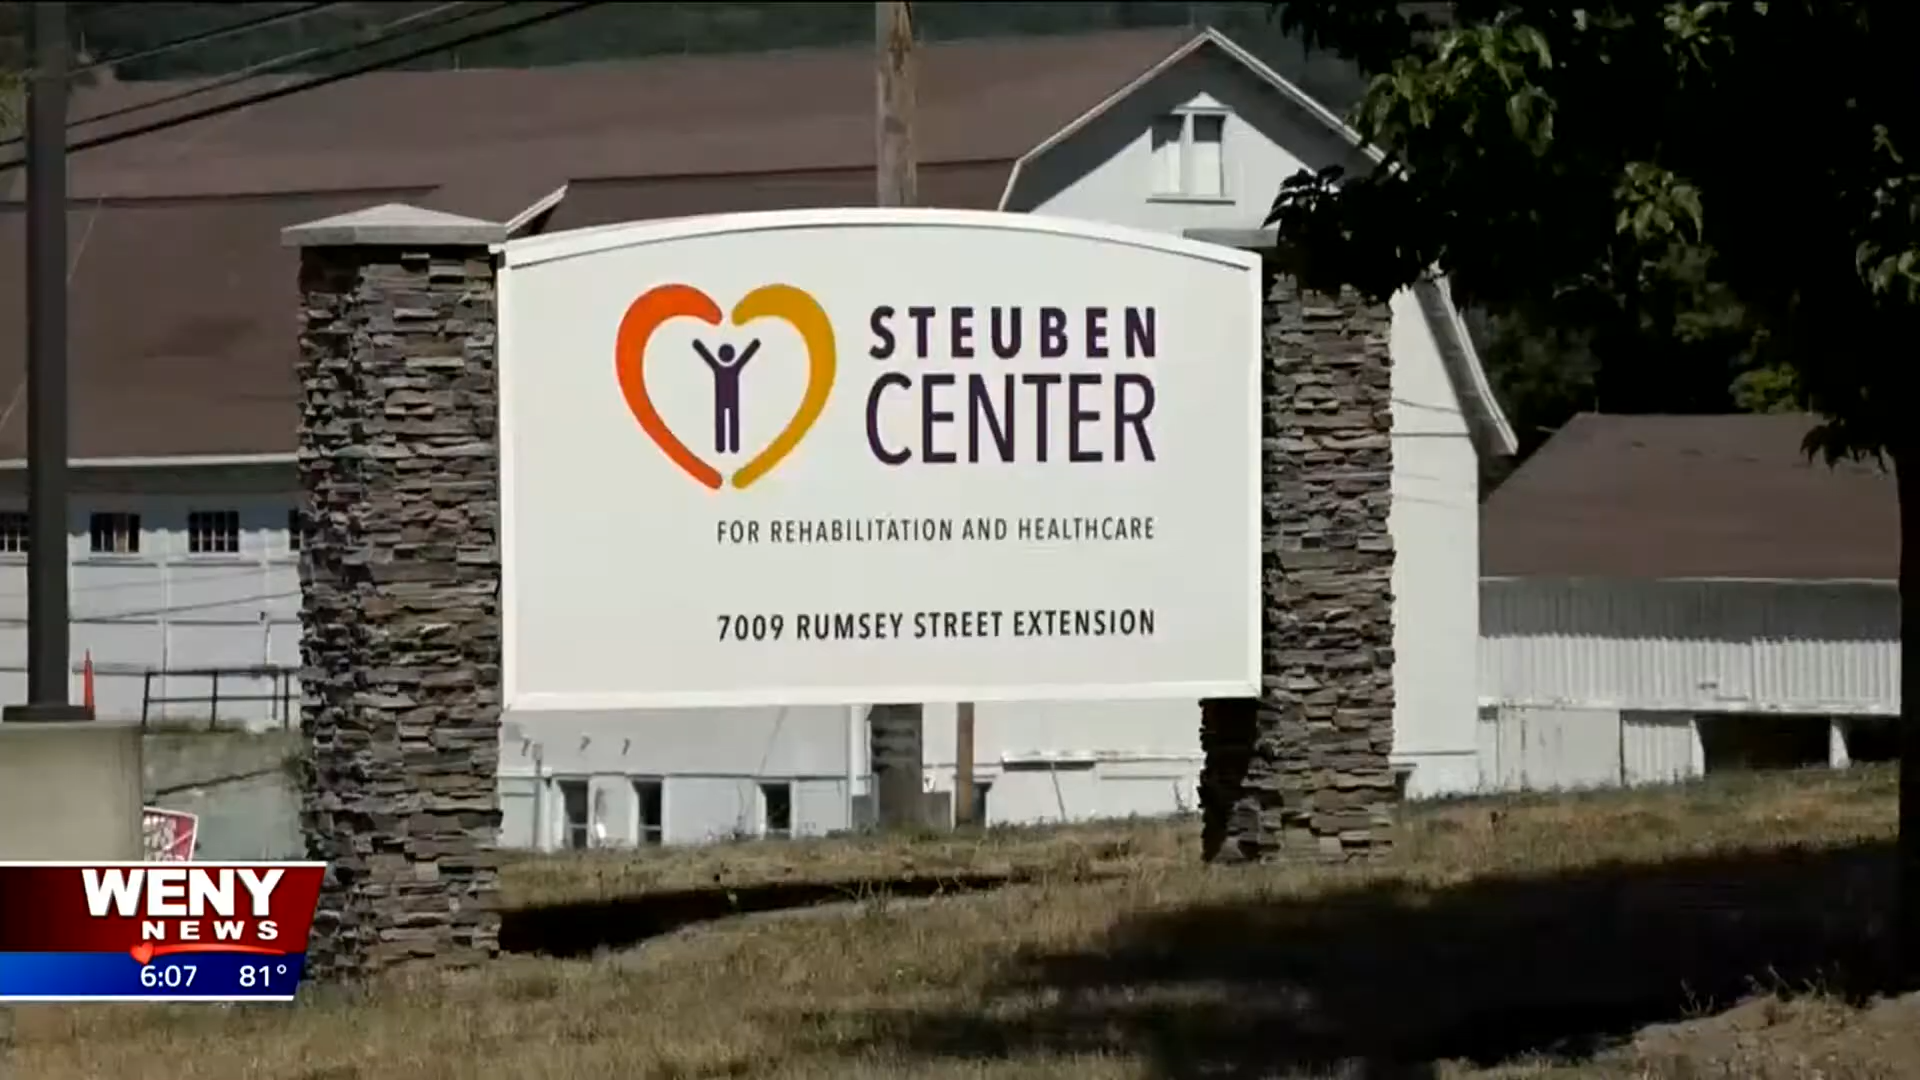 STEUBEN
CENTER
FOR REHABILITATION AND HEALTHCARE
7009 RUMSEY STREET EXTENSION
WENY
NEWS
6:07 81°